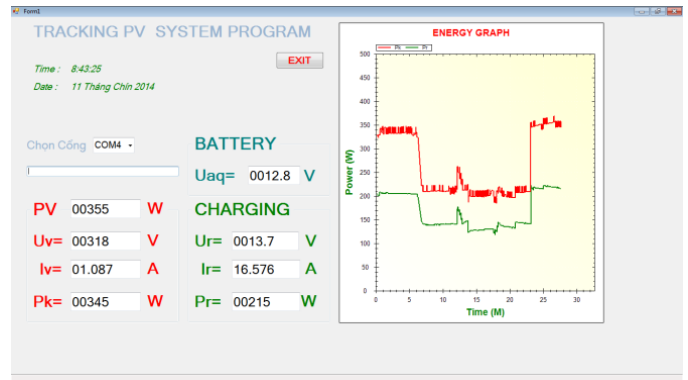 Form1
TRACKING PV SYSTEM PROGRAM
Time : 8:43:25
EXIT
Date : 11 Tháng Chín 2014
Chọn Cổng COM4
BATTERY
Uaq= 0012.8 V
PV 00355 W
CHARGING
Uv= 00318 V
Ur= 0013.7 V
Iv= 01.087 A
Ir= 16.576 A
Pk= 00345 W
Pr= 00215 W
ENERGY GRAPH
Pk Pr
Power (W)
500
450
400
350
300
250
200
150
100
50
0
0 5 10 15 20 25 30
Time (M)